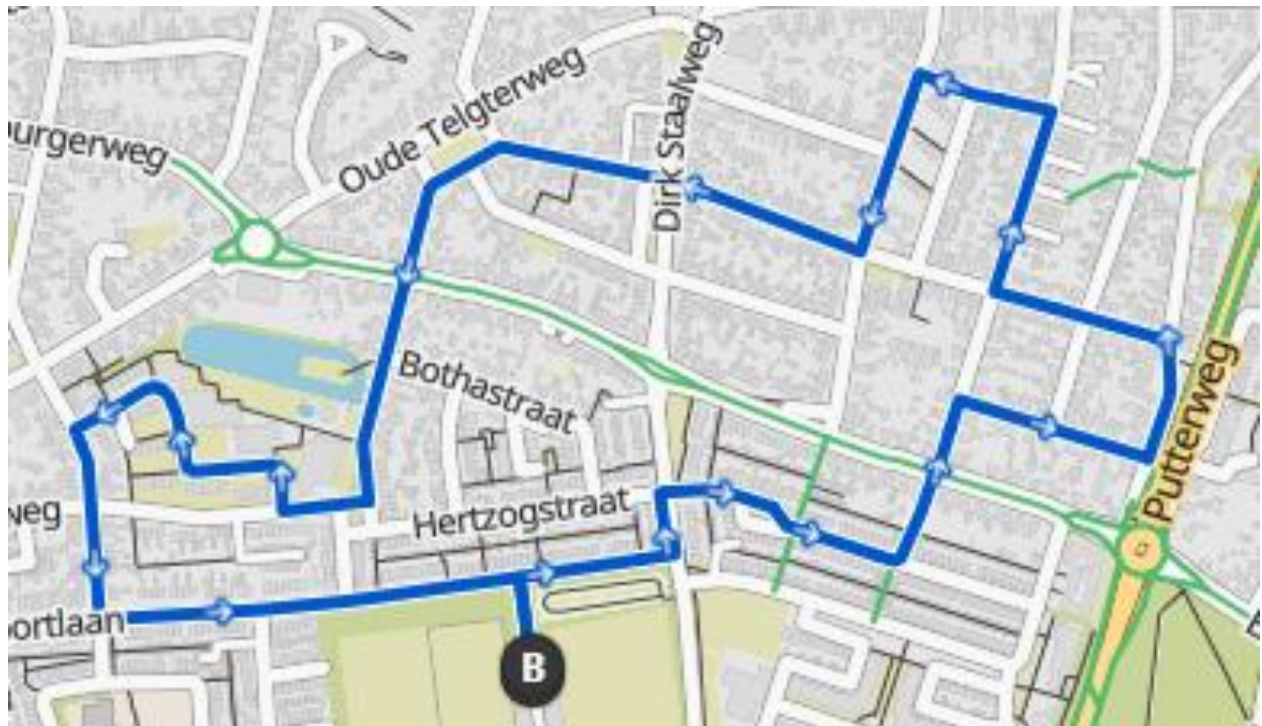 urgerweg
Oude Telgterweg
Dirk Staalweg
Bothastraat
Putterweg
weg
Hertzogstraat
ortlaan
B